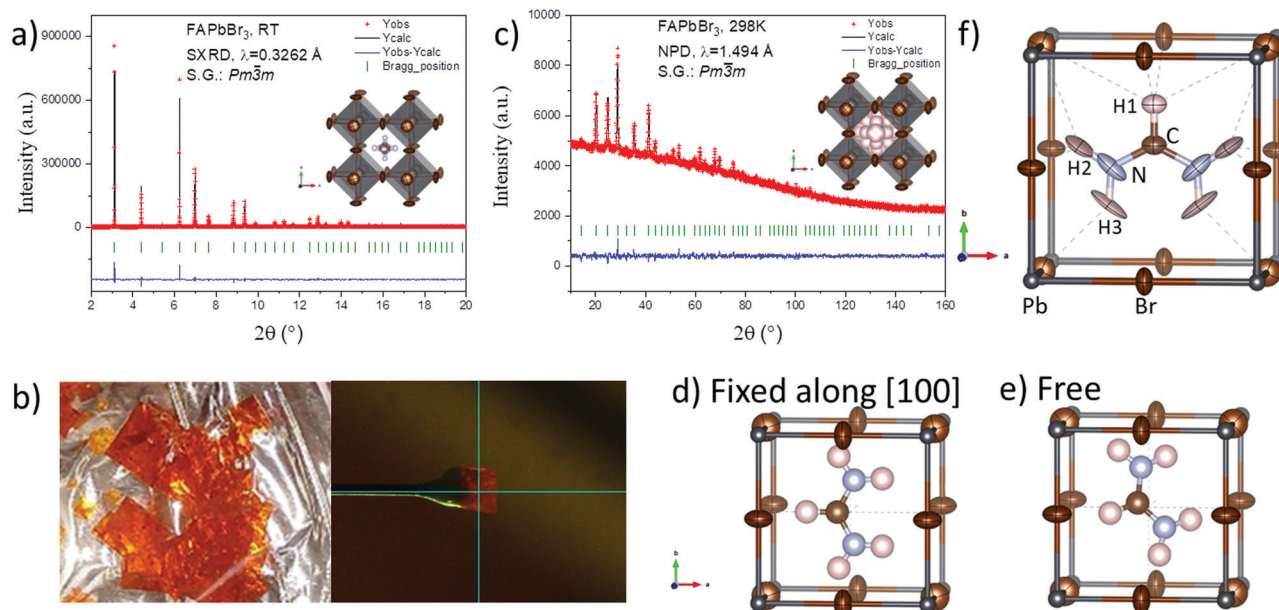 a)
FAPbBr₃, RT
SXRD, λ=0.3262 Å
S.G.: Pm3̅m
Yobs
Ycalc
Yobs-Ycalc
Bragg_position
Intensity (a.u.)
900000
600000
300000
0
2 4 6 8 10 12 14 16 18 20
2θ (°)
c)
FAPbBr₃, 298K
NPD, λ=1.494 Å
S.G.: Pm3̅m
Yobs
Ycalc
Yobs-Ycalc
Bragg_position
Intensity (a.u.)
10000
8000
6000
4000
2000
0
20 40 60 80 100 120 140 160
2θ (°)
f)
H1
C
H2
N
H3
b
a
Pb
Br
b)
d) Fixed along [100]
b
a
e) Free